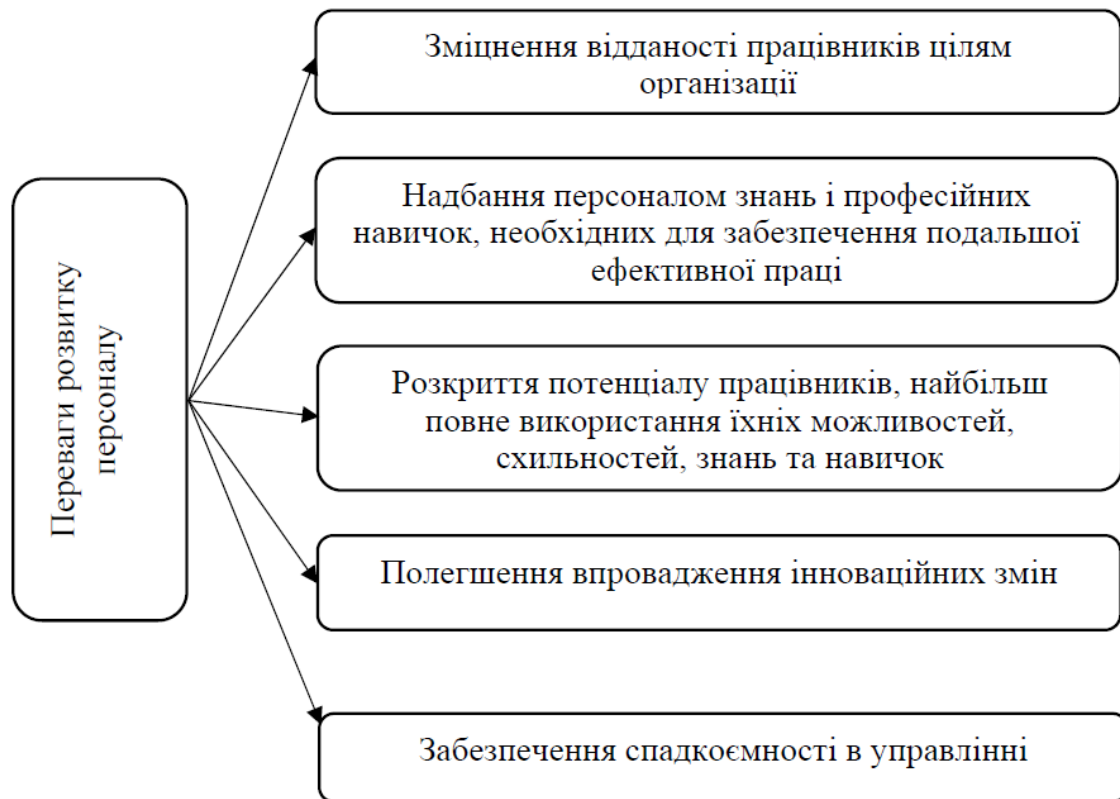 Переваги розвитку
персоналу
Зміцнення відданості працівників цілям
організації
Надбання персоналом знань і професійних
навичок, необхідних для забезпечення подальшої
ефективної праці
Розкриття потенціалу працівників, найбільш
повне використання їхніх можливостей,
схильностей, знань та навичок
Полегшення впровадження інноваційних змін
Забезпечення спадкоємності в управлінні